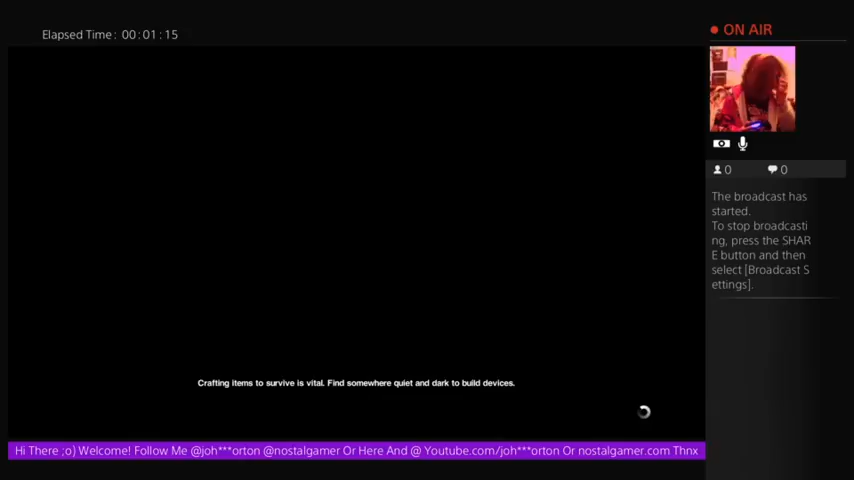 Elapsed Time: 00:01:15
ON AIR
0 0
The broadcast has
started.
To stop broadcasti
ng, press the SHAR
E button and then
select [Broadcast S
ettings].
Crafting items to survive is vital. Find somewhere quiet and dark to build devices.
Hi There ;o) Welcome! Follow Me @joh***orton @nostalgamer Or Here And @ Youtube.com/joh***orton Or nostalgamer.com Thnx